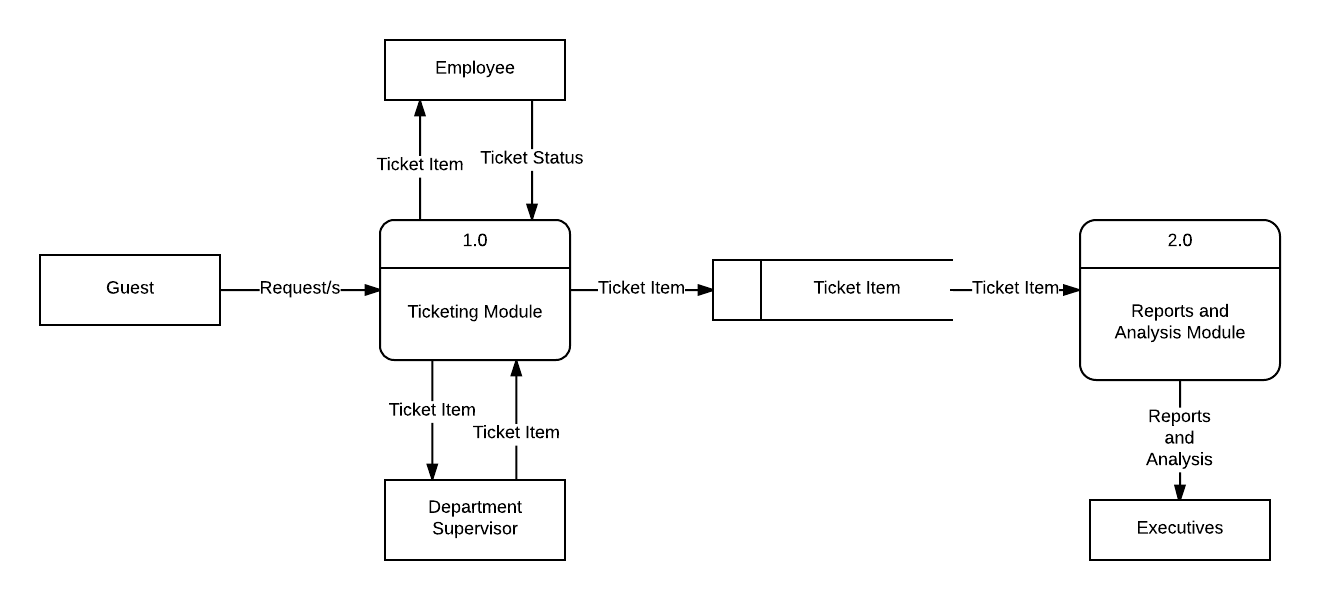 Employee
Ticket Item
Ticket Status
Guest
Request/s
1.0
Ticketing Module
Ticket Item
Ticket Item
Ticket Item
2.0
Reports and
Analysis Module
Ticket Item
Ticket Item
Department
Supervisor
Reports
and
Analysis
Executives